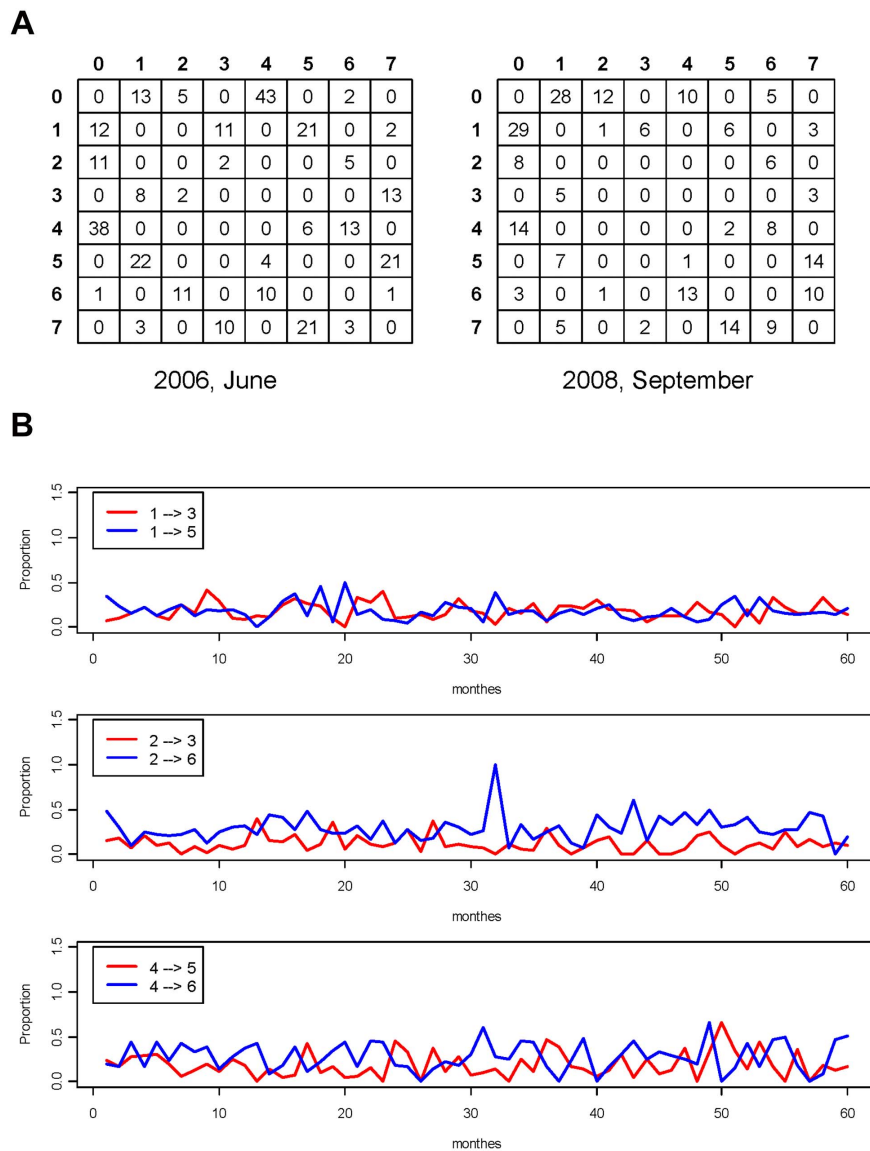 A
0 1 2 3 4 5 6 7
0 0 13 5 0 43 0 2 0
1 12 0 0 11 0 21 0 2
2 11 0 0 2 0 0 5 0
3 0 8 2 0 0 0 0 13
4 38 0 0 0 0 6 13 0
5 0 22 0 0 4 0 0 21
6 1 0 11 0 10 0 0 1
7 0 3 0 10 0 21 3 0
2006, June
0 1 2 3 4 5 6 7
0 28 12 0 10 0 5 0
29 0 1 6 0 6 0 3
8 0 0 0 0 0 6 0
0 5 0 0 0 0 0 3
14 0 0 0 0 2 8 0
0 7 0 0 1 0 0 14
3 0 1 0 13 0 0 10
0 5 0 2 0 14 9 0
2008, September
B
Proportion
0.0 0.5 1.0 1.5
1 --> 3
1 --> 5
0 10 20 30 40 50 60
monthes
Proportion
0.0 0.5 1.0 1.5
2 --> 3
2 --> 6
0 10 20 30 40 50 60
monthes
Proportion
0.0 0.5 1.0 1.5
4 --> 5
4 --> 6
0 10 20 30 40 50 60
monthes